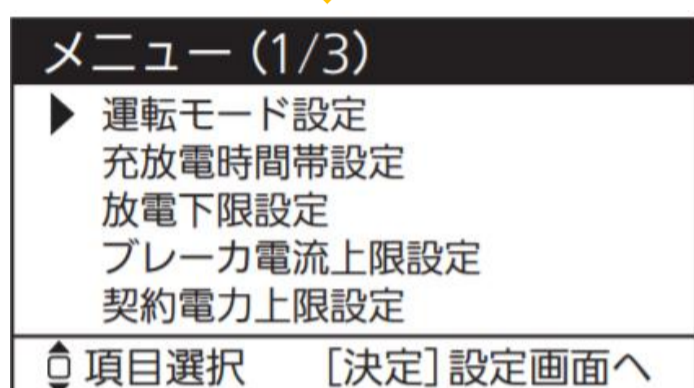 メニュー (1/3)
▶ 運転モード設定
充放電時間帯設定
放電下限設定
ブレーカ電流上限設定
契約電力上限設定
項目選択 [決定] 設定画面へ